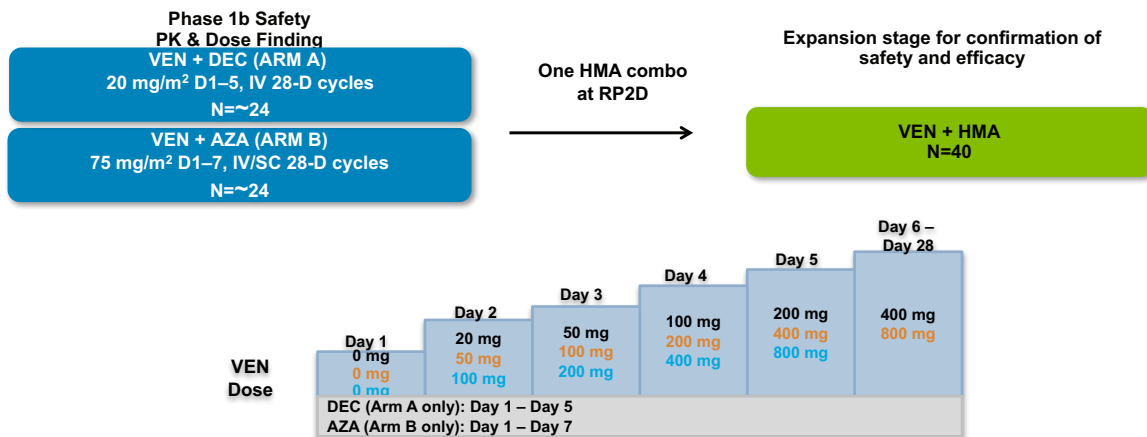 Phase 1b Safety
PK & Dose Finding
VEN + DEC (ARM A)
20 mg/m² D1–5, IV 28-D cycles
N=~24
VEN + AZA (ARM B)
75 mg/m² D1–7, IV/SC 28-D cycles
N=~24
One HMA combo
at RP2D
Expansion stage for confirmation of
safety and efficacy
VEN + HMA
N=40
VEN
Dose
Day 1
0 mg
0 mg
0 mg
Day 2
20 mg
50 mg
100 mg
Day 3
50 mg
100 mg
200 mg
Day 4
100 mg
200 mg
400 mg
Day 5
200 mg
400 mg
800 mg
Day 6 –
Day 28
400 mg
800 mg
DEC (Arm A only): Day 1 – Day 5
AZA (Arm B only): Day 1 – Day 7